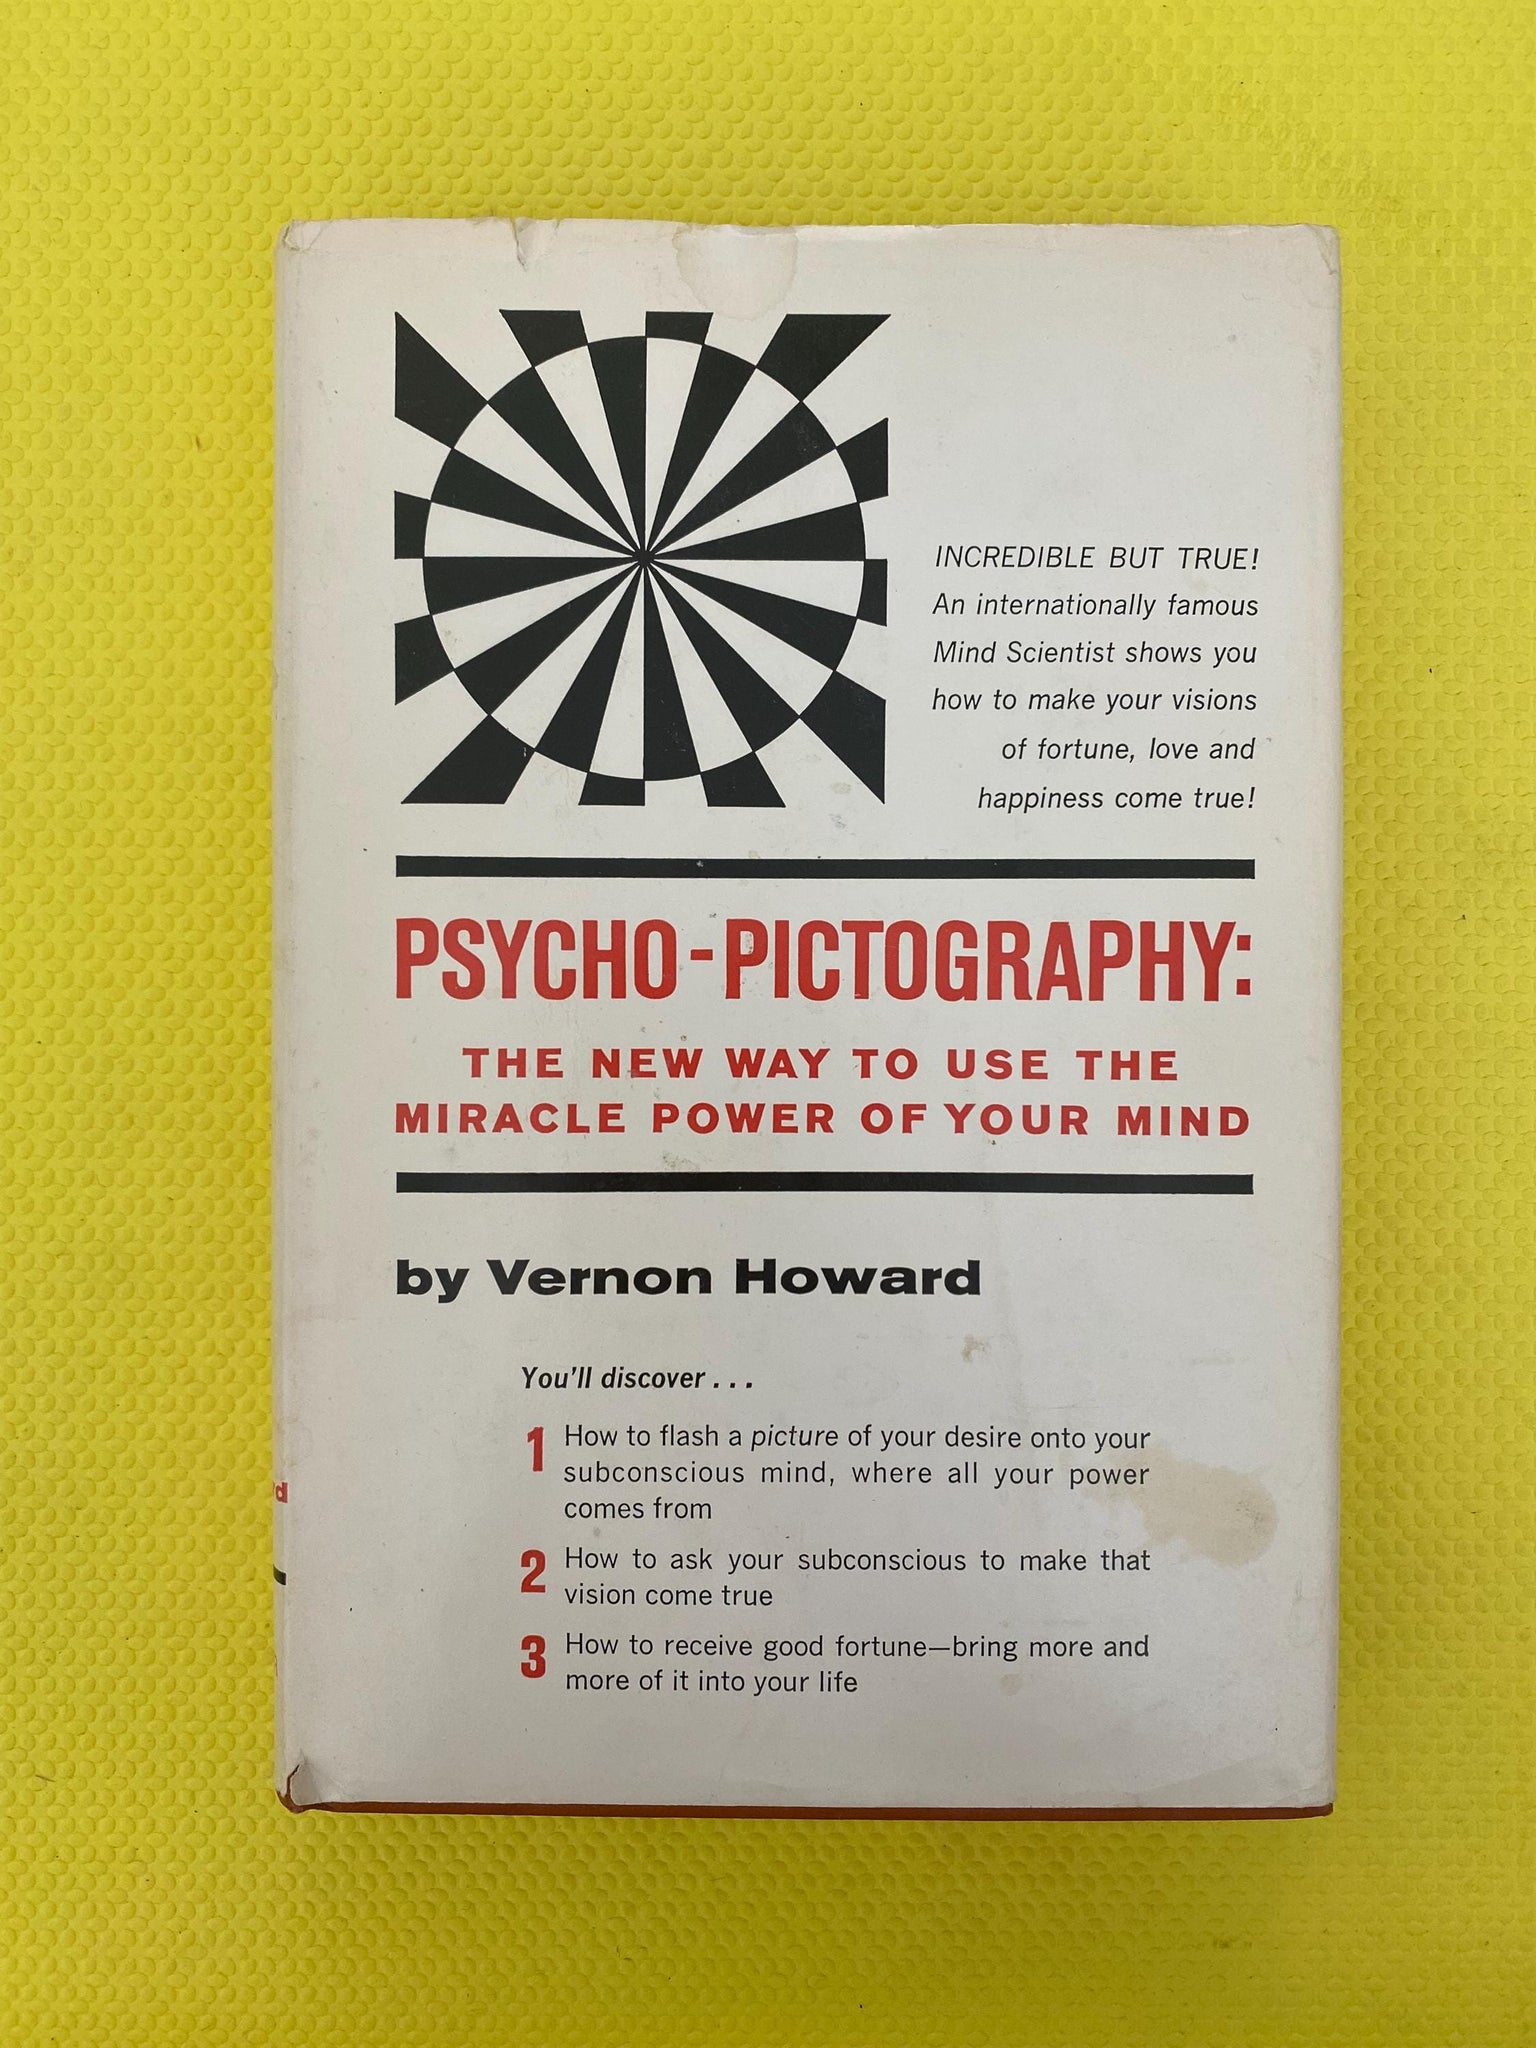 INCREDIBLE BUT TRUE!
An internationally famous
Mind Scientist shows you
how to make your visions
of fortune, love and
happiness come true!
PSYCHO-PICTOGRAPHY:
THE NEW WAY TO USE THE
MIRACLE POWER OF YOUR MIND
by Vernon Howard
You'll discover . . .
1 How to flash a picture of your desire onto your
subconscious mind, where all your power
comes from
2 How to ask your subconscious to make that
vision come true
3 How to receive good fortune—bring more and
more of it into your life
d